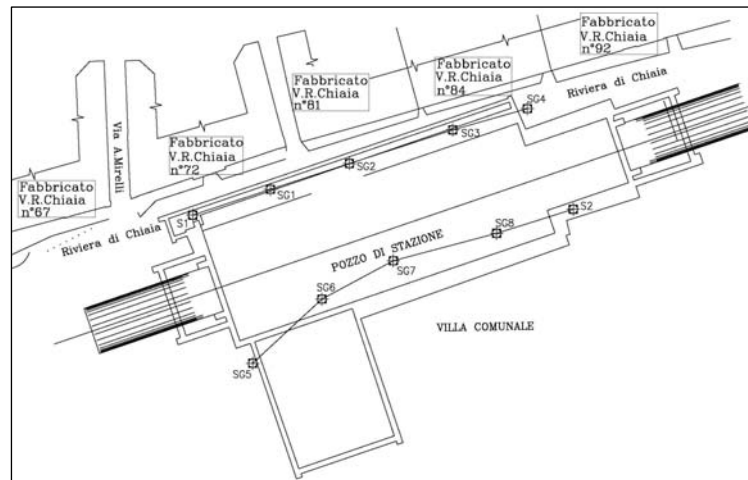 Fabbricato
V.R.Chiaia
n°92
Fabbricato
V.R.Chiaia
n°84
Fabbricato
V.R.Chiaia
n°81
Riviera di Chiaia
SG4
SG3
Via A.Mirelli
Fabbricato
V.R.Chiaia
n°72
SG2
SG1
Fabbricato
V.R.Chiaia
n°67
S1
S2
Riviera di Chiaia
SG8
POZZO DI STAZIONE
SG7
SG6
VILLA COMUNALE
SG5